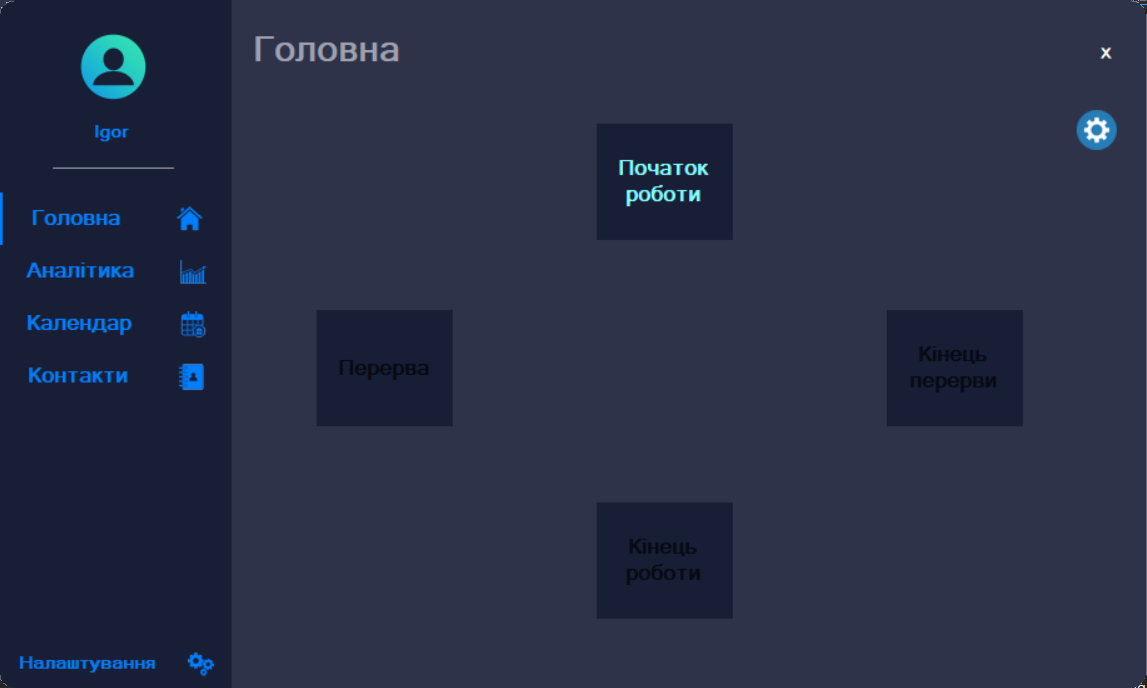 Igor
Головна
Аналітика
Календар
Контакти
Налаштування
Головна
x
Початок
роботи
Перерва
Кінець
перерви
Кінець
роботи